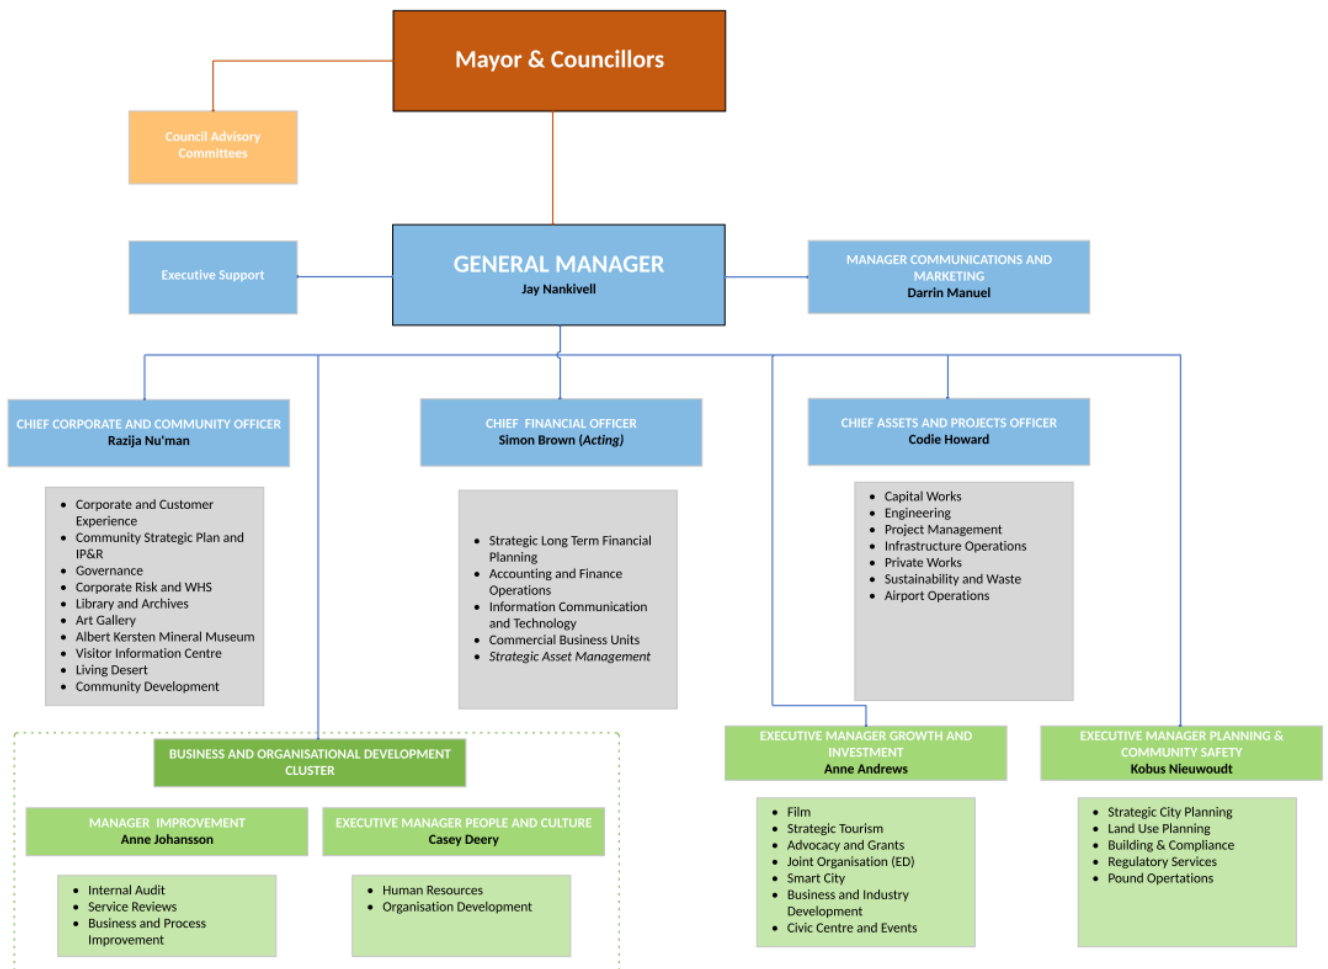 Mayor & Councillors
Council Advisory
Committees
Executive Support
GENERAL MANAGER
Jay Nankivell
MANAGER COMMUNICATIONS AND
MARKETING
Darrin Manuel
CHIEF CORPORATE AND COMMUNITY OFFICER
Razija Nu'man
CHIEF FINANCIAL OFFICER
Simon Brown (Acting)
CHIEF ASSETS AND PROJECTS OFFICER
Codie Howard
• Corporate and Customer
Experience
• Community Strategic Plan and
IP&R
• Governance
• Corporate Risk and WHS
• Library and Archives
• Art Gallery
• Albert Kersten Mineral Museum
• Visitor Information Centre
• Living Desert
• Community Development
• Strategic Long Term Financial
Planning
• Accounting and Finance
Operations
• Information Communication
and Technology
• Commercial Business Units
• Strategic Asset Management
• Capital Works
• Engineering
• Project Management
• Infrastructure Operations
• Private Works
• Sustainability and Waste
• Airport Operations
BUSINESS AND ORGANISATIONAL DEVELOPMENT
CLUSTER
MANAGER IMPROVEMENT
Anne Johansson
• Internal Audit
• Service Reviews
• Business and Process
Improvement
EXECUTIVE MANAGER PEOPLE AND CULTURE
Casey Deery
• Human Resources
• Organisation Development
EXECUTIVE MANAGER GROWTH AND
INVESTMENT
Anne Andrews
• Film
• Strategic Tourism
• Advocacy and Grants
• Joint Organisation (ED)
• Smart City
• Business and Industry
Development
• Civic Centre and Events
EXECUTIVE MANAGER PLANNING &
COMMUNITY SAFETY
Kobus Nieuwoudt
• Strategic City Planning
• Land Use Planning
• Building & Compliance
• Regulatory Services
• Pound Opertations